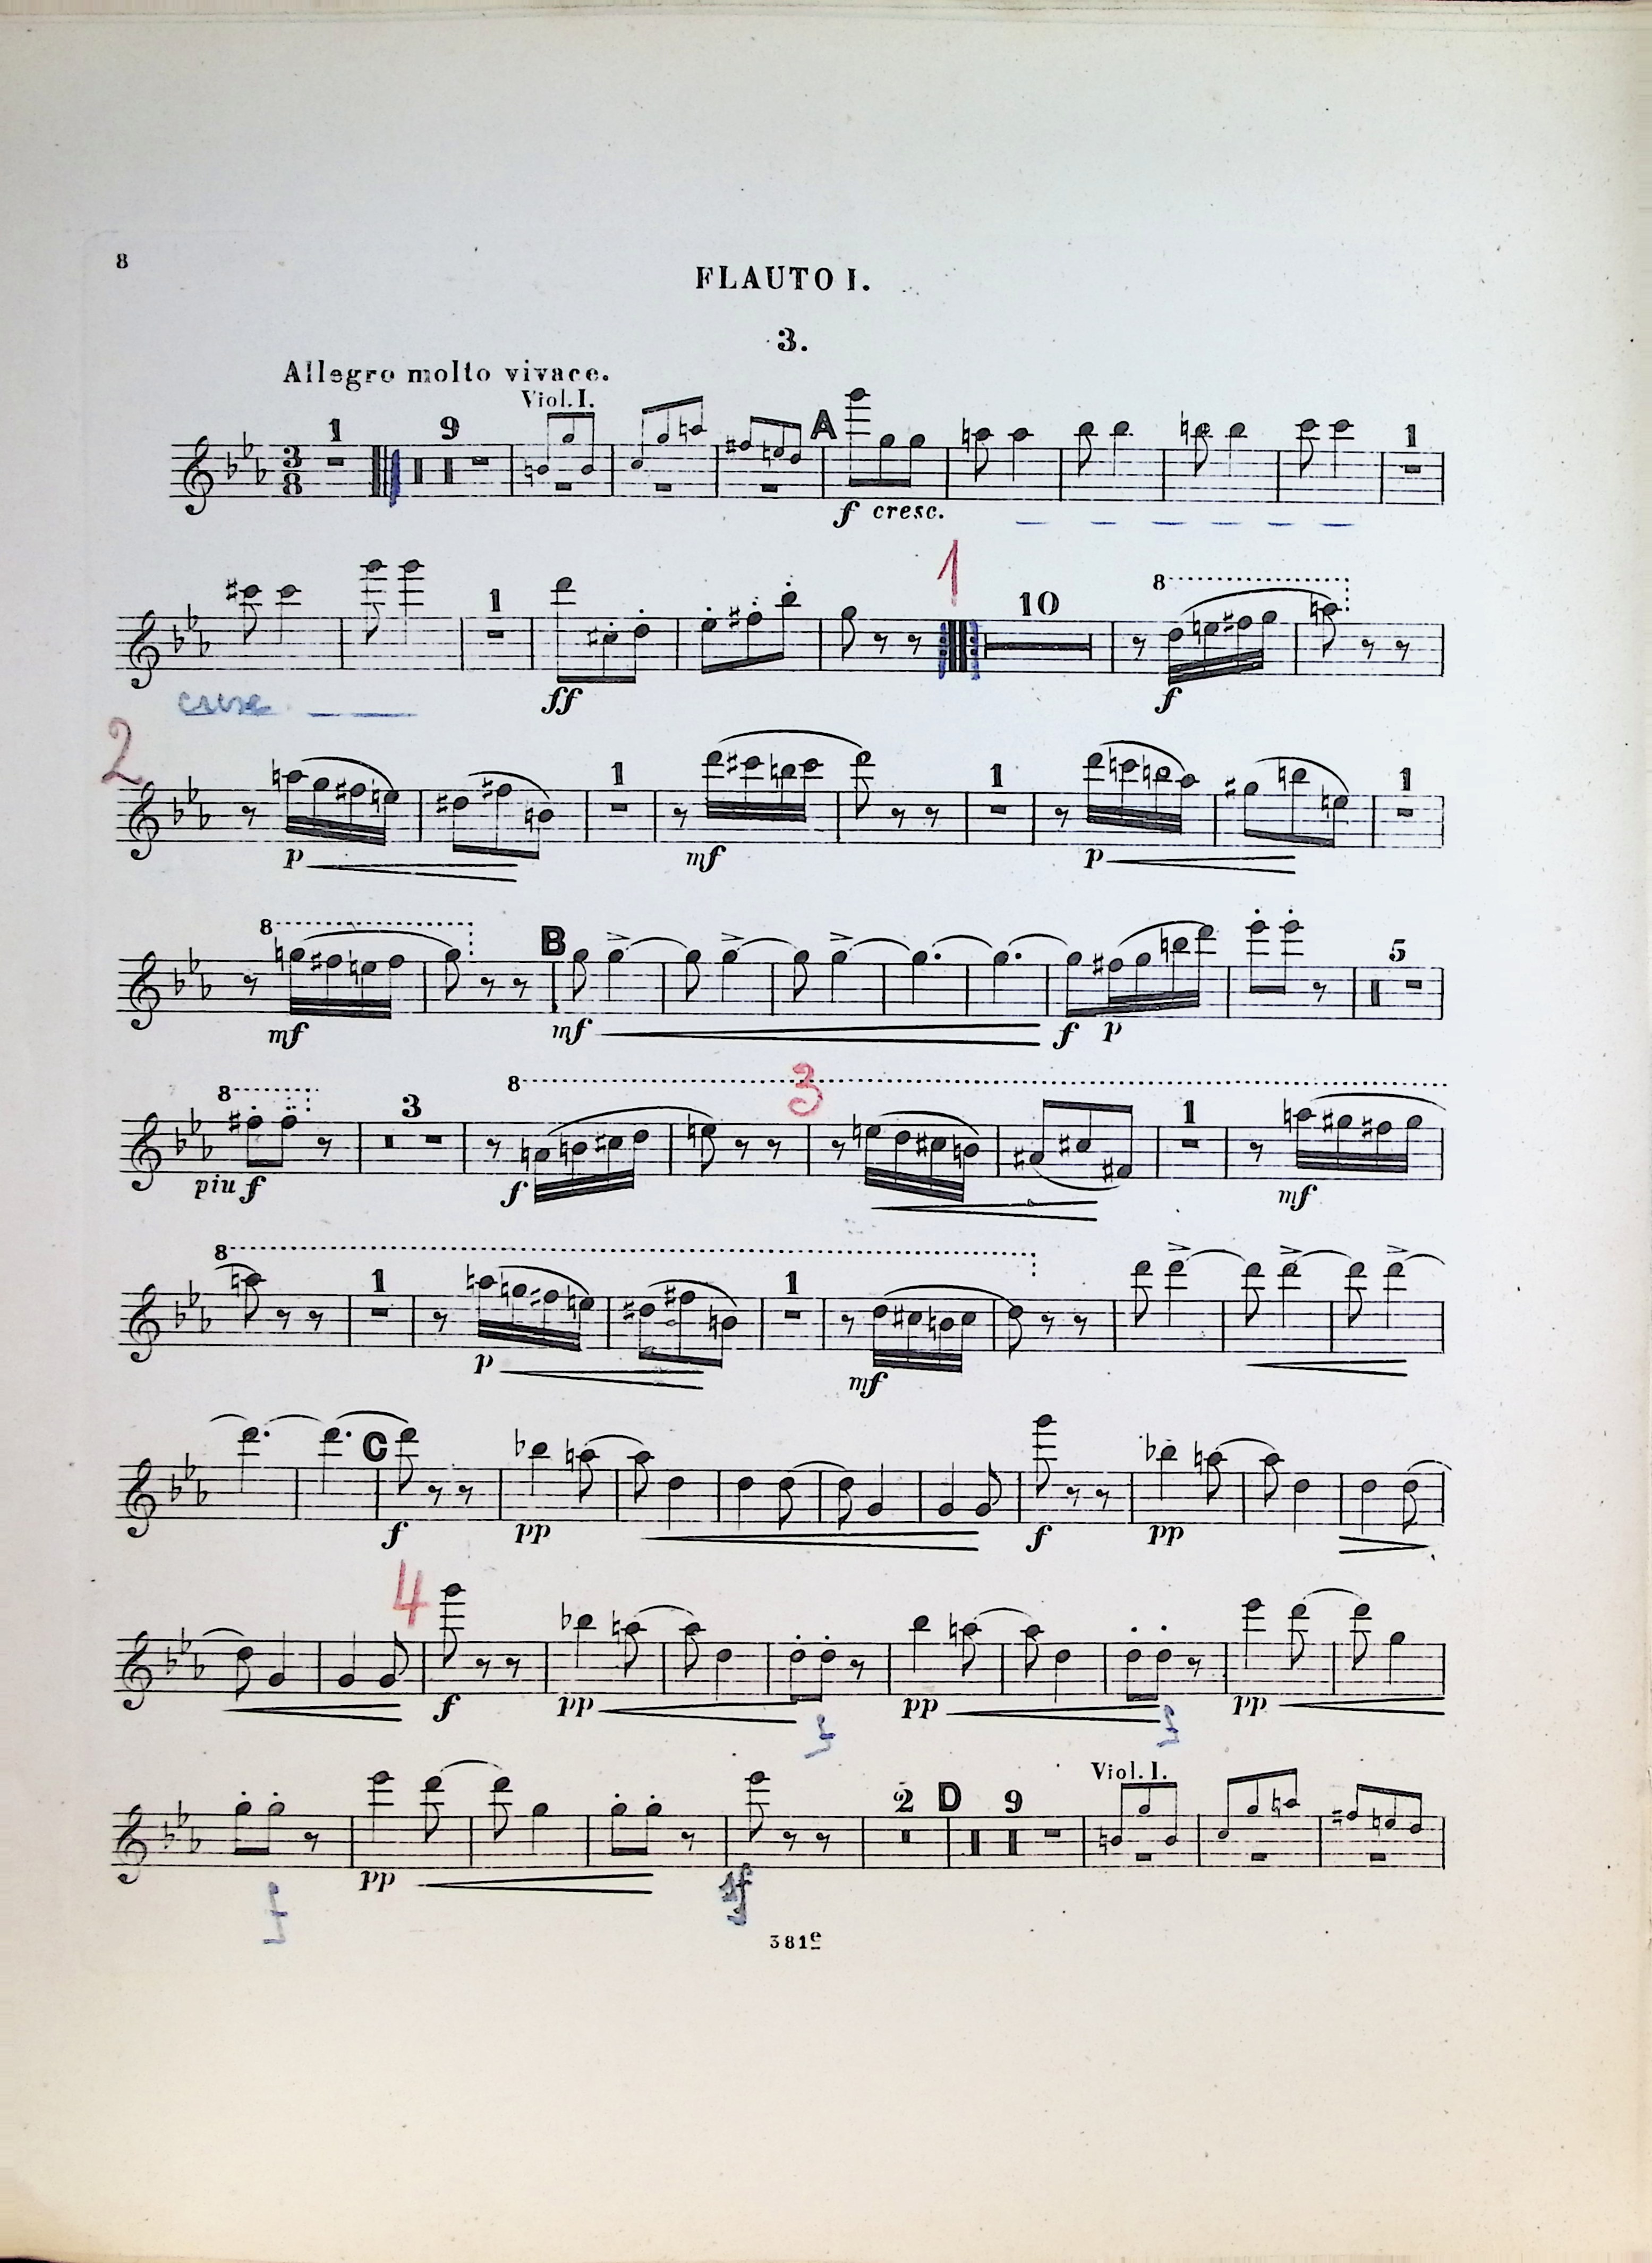 8
FLAUTO I.
3.
Allegro molto vivace.
Viol. I.
1 9 A 1
3
8
f cresc.
1
1 10 8
cresc
ff f
2
1 1 1
p mf p
8 B 5
mf mf f p
8 3 8 3 1
piu f f mf
8 1 1
p mf
C
f pp f pp
4
f pp pp pp
f f
Viol. I.
2 D 9
pp sf
f
381e